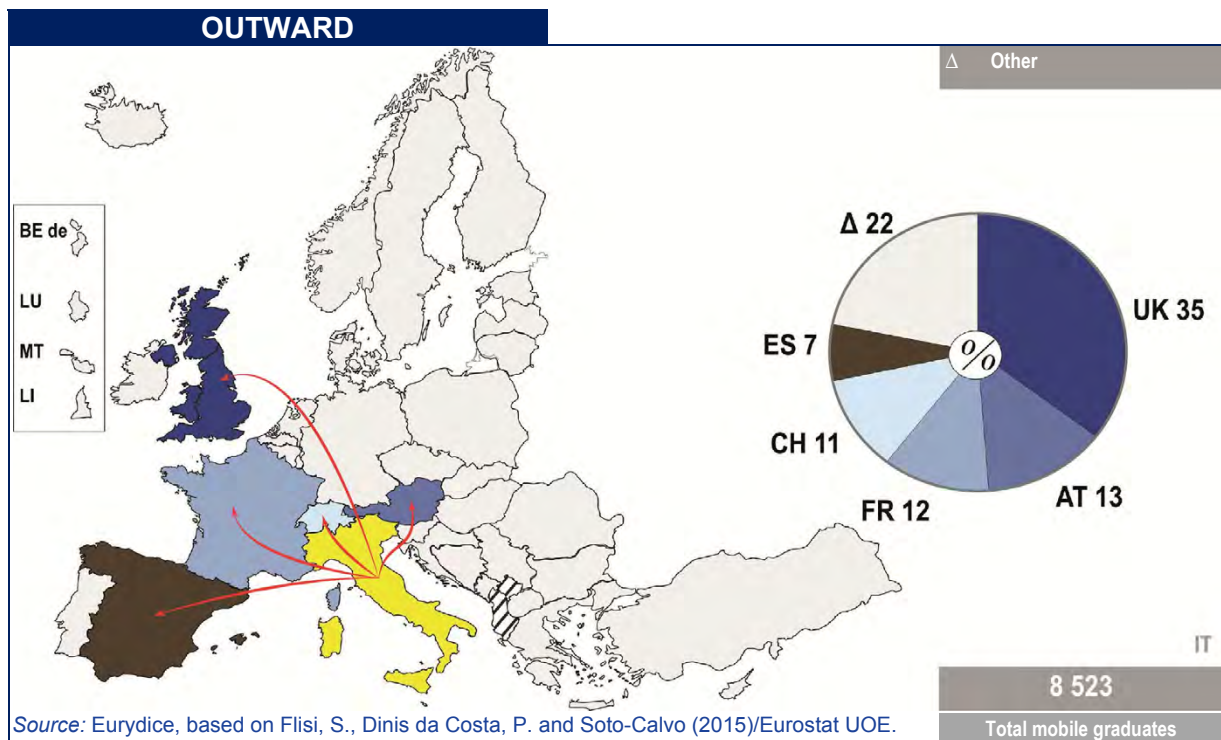 OUTWARD
Δ Other
BE de
LU
MT
LI
Δ 22
UK 35
ES 7
%
CH 11
AT 13
FR 12
IT
8 523
Source: Eurydice, based on Flisi, S., Dinis da Costa, P. and Soto-Calvo (2015)/Eurostat UOE.
Total mobile graduates